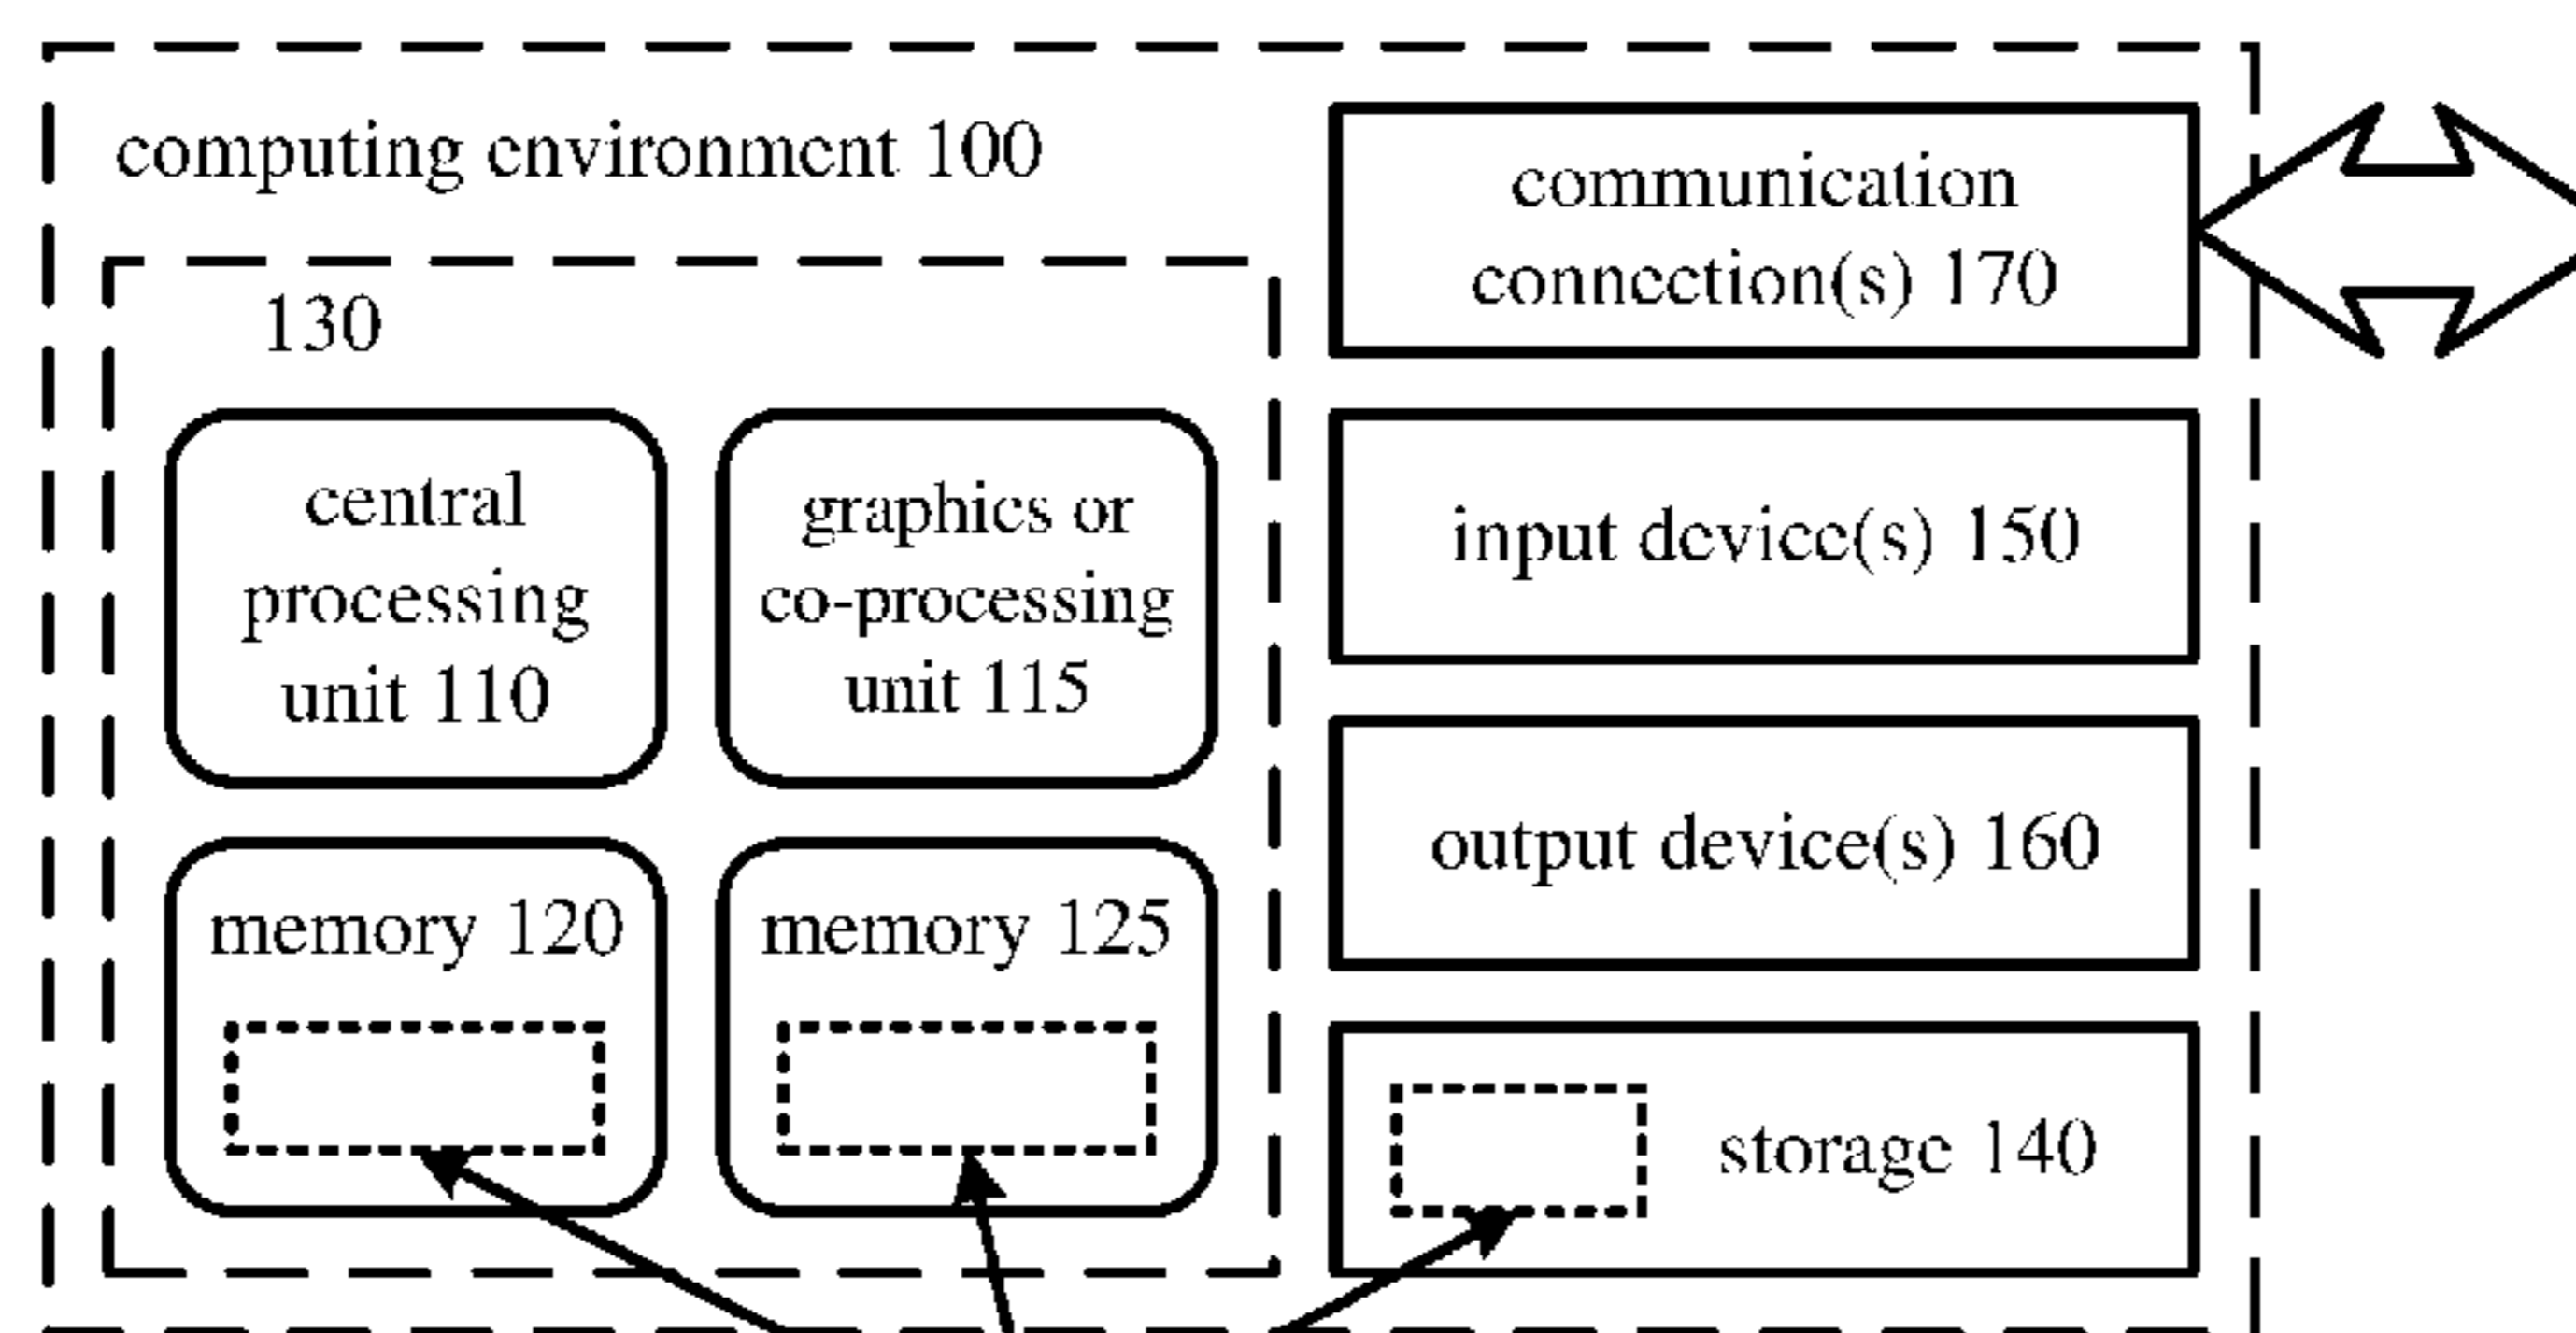 computing environment 100
130
central
processing
unit 110
graphics or
co-processing
unit 115
memory 120
memory 125
communication
connection(s) 170
input device(s) 150
output device(s) 160
storage 140